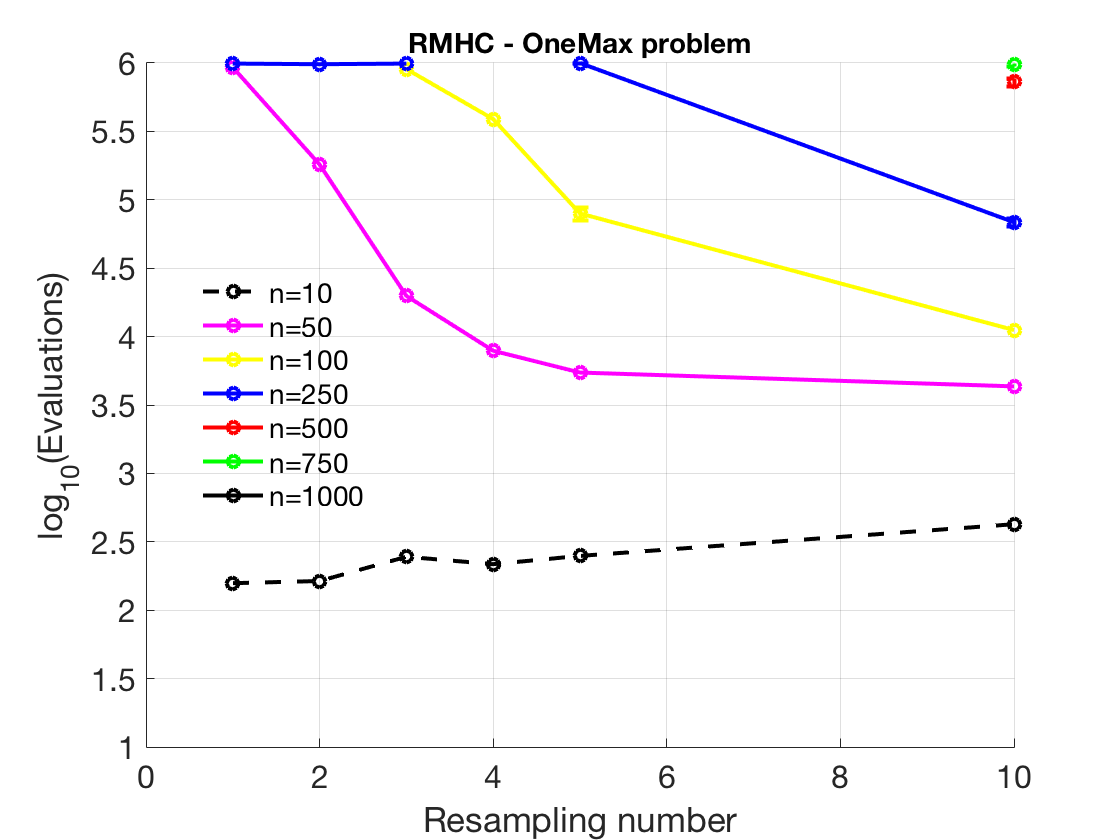 RMHC - OneMax problem
6
5.5
5
4.5
4
3.5
3
2.5
2
1.5
1
log10(Evaluations)
n=10
n=50
n=100
n=250
n=500
n=750
n=1000
0 2 4 6 8 10
Resampling number